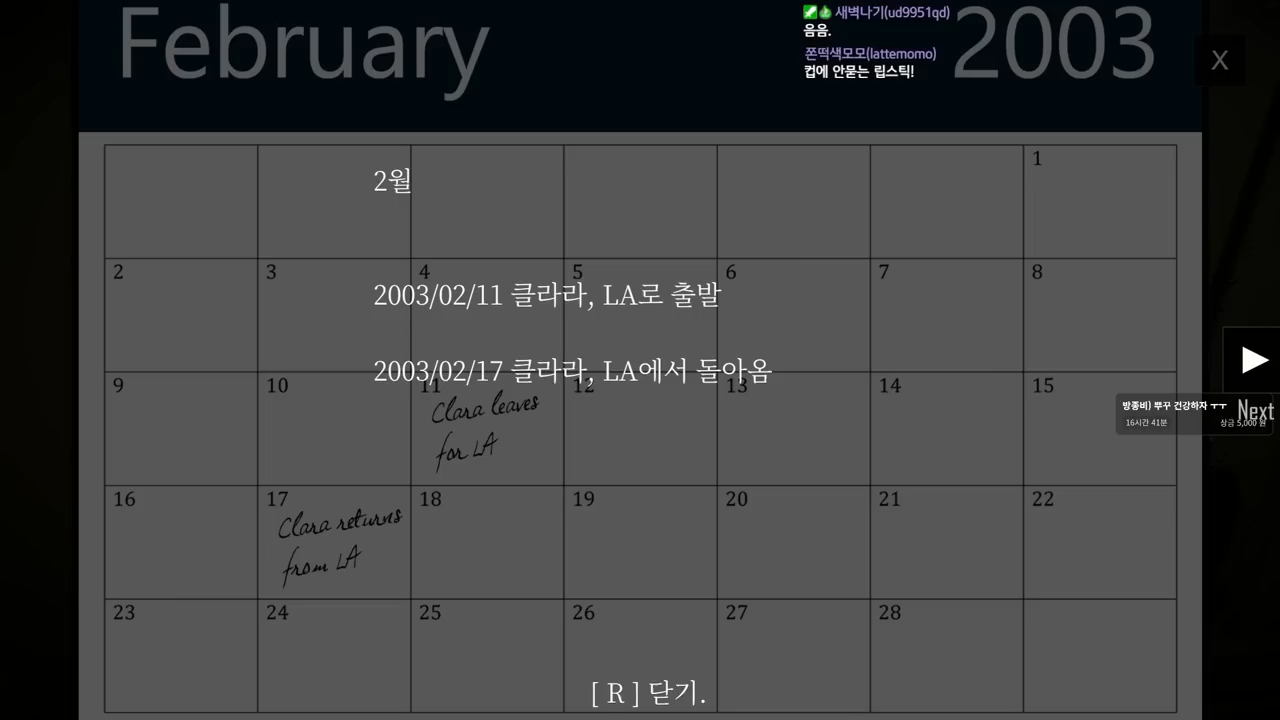 February
2003
새벽나기(ud9951qd)
음음.
쫀떡색모모(lattemomo)
컵에 안묻는 립스틱!
X
1
2월
2 3 4 5 6 7 8
2003/02/11 클라라, LA로 출발
2003/02/17 클라라, LA에서 돌아옴
9 10 11 12 13 14 15
Clara leaves
for LA
방종비) 뿌꾸 건강하자 ㅜㅜ
16시간 41분
상금 5,000 원
Next
16 17 18 19 20 21 22
Clara returns
from LA
23 24 25 26 27 28
[ R ] 닫기.